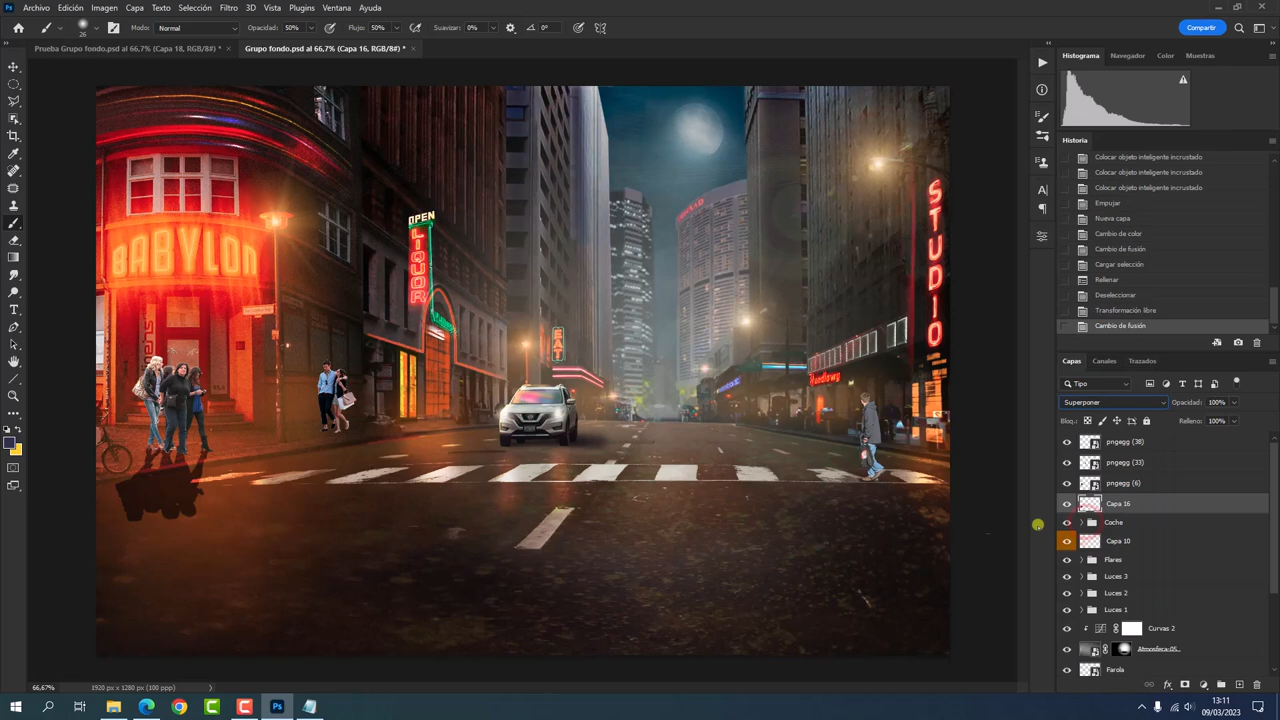 Archivo Edición Imagen Capa Texto Selección Filtro 3D Vista Plugins Ventana Ayuda
26 Modo: Normal Opacidad: 50% Flujo: 50% Suavizar: 0% 0° Compartir
Prueba Grupo fondo.psd al 66,7% (Capa 18, RGB/8#) * × Grupo fondo.psd al 66,7% (Capa 16, RGB/8#) * ×
Histograma Navegador Color Muestras
Historia
Colocar objeto inteligente incrustado
Colocar objeto inteligente incrustado
Colocar objeto inteligente incrustado
Empujar
Nueva capa
Cambio de color
Cambio de fusión
Cargar selección
Rellenar
Deseleccionar
Transformación libre
Cambio de fusión
Capas Canales Trazados
Tipo
Superponer Opacidad: 100%
Bloq.: Relleno: 100%
pngegg (38)
pngegg (33)
pngegg (6)
Capa 16
Coche
Capa 10
Flares
Luces 3
Luces 2
Luces 1
Curvas 2
Atmosfeca-05...
Farola
BABYLON
OPEN
LIQUOR
EAT
STUDIO
66,67% 1920 px x 1280 px (100 ppp)
13:11
09/03/2023